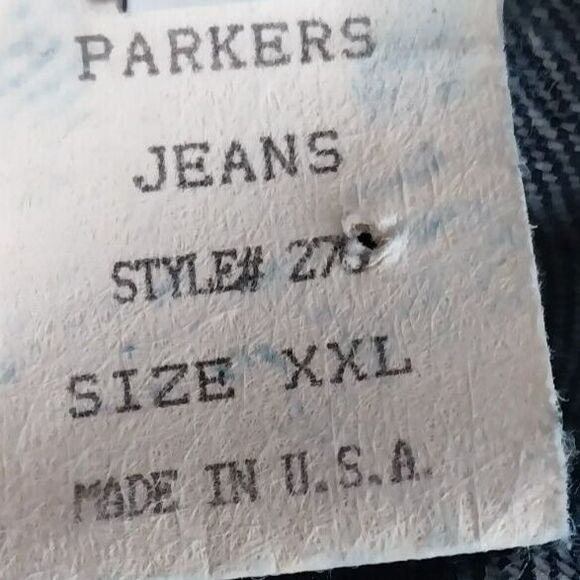 PARKERS
JEANS
STYLE#
SIZE XXL
MADE IN U.S.A.